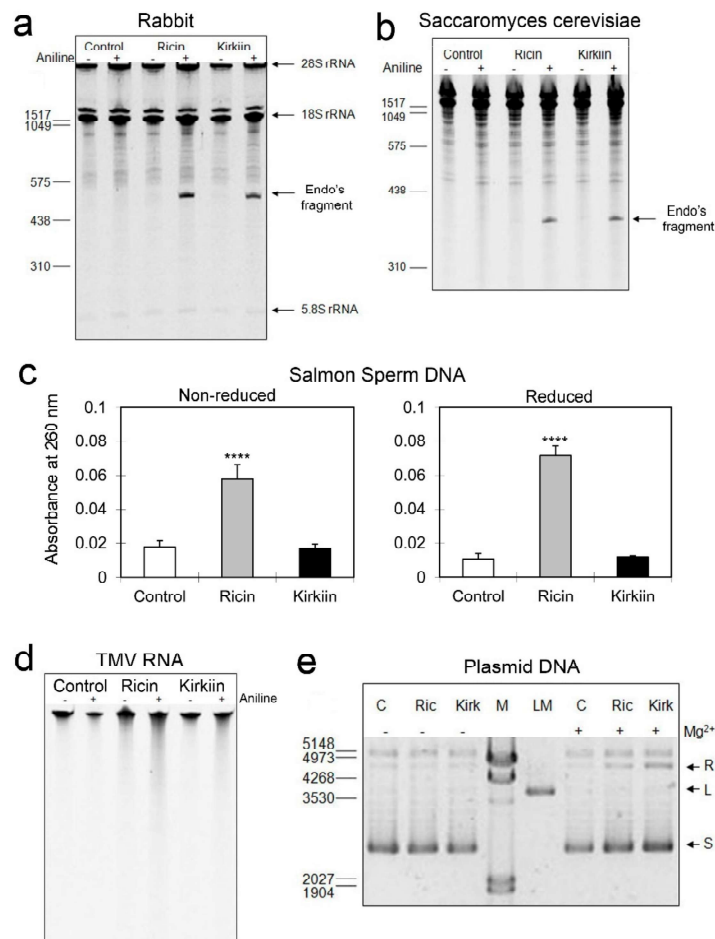 a
Rabbit
Control Ricin Kirkiin
Aniline - + - + - +
28S rRNA
18S rRNA
1517
1049
575
Endo's
fragment
438
310
5.8S rRNA
b
Saccaromyces cerevisiae
Control Ricin Kirkiin
Aniline - + - + - +
1517
1049
575
439
Endo's
fragment
310
c
Salmon Sperm DNA
Non-reduced
Absorbance at 260 nm
0.1
0.08
0.06
0.04
0.02
0
****
Control Ricin Kirkiin
Reduced
0.1
0.08
0.06
0.04
0.02
0
****
Control Ricin Kirkiin
d
TMV RNA
Control Ricin Kirkiin
- + - + - + Aniline
e
Plasmid DNA
C Ric Kirk M LM C Ric Kirk
- - - + + + Mg2+
5148
4973
4268
3530
2027
1904
R
L
S